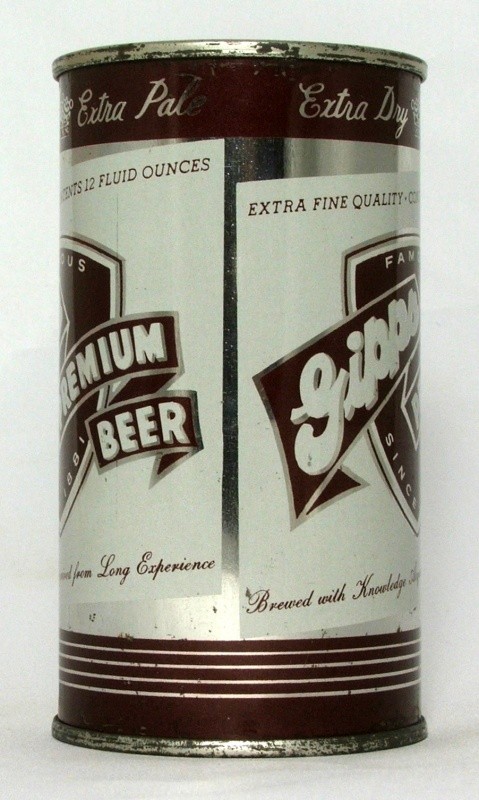 Extra Pale
Extra Dry
12 FLUID OUNCES
EXTRA FINE QUALITY
PREMIUM
BEER
Gipps
SINCE
from Long Experience
Brewed with Knowledge